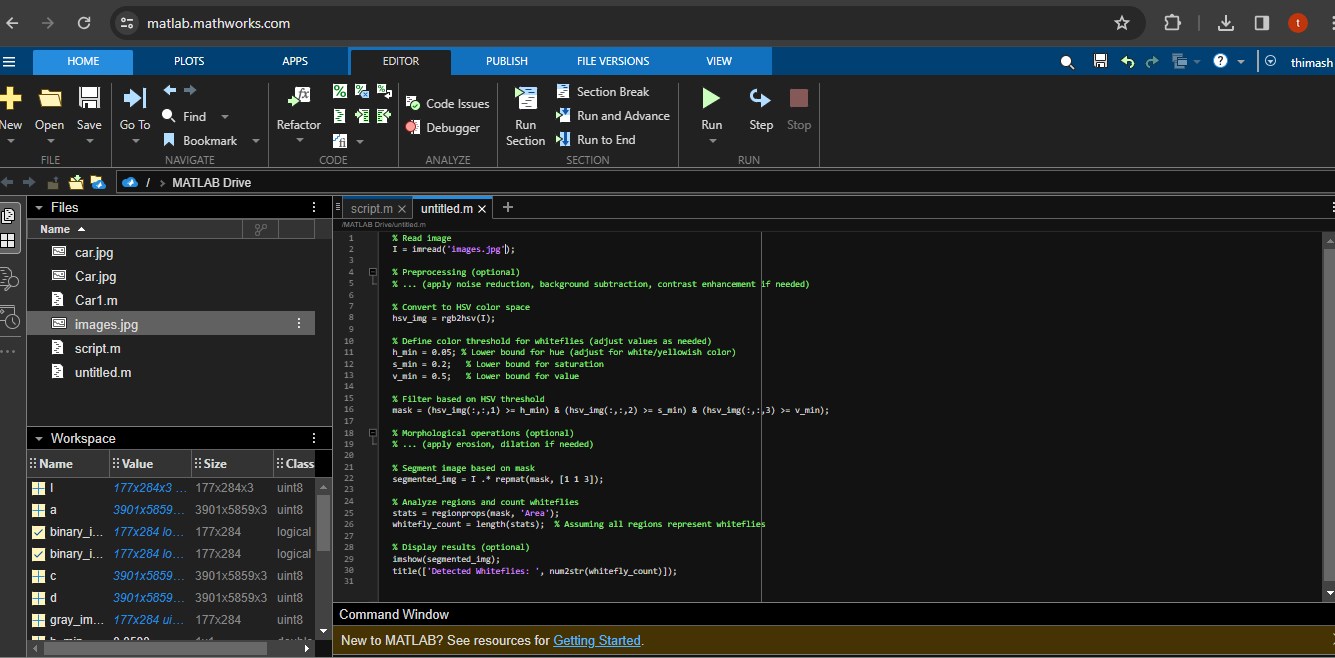 matlab.mathworks.com
HOME PLOTS APPS EDITOR PUBLISH FILE VERSIONS VIEW
thimash
New Open Save Go To Find Bookmark Refactor Code Issues Debugger Run Section Section Break Run and Advance Run to End Run Step Stop
FILE NAVIGATE CODE ANALYZE SECTION RUN
/ > MATLAB Drive
Files
Name
car.jpg
Car.jpg
Car1.m
images.jpg
script.m
untitled.m
Workspace
Name Value Size Class
I 177x284x3 ... 177x284x3 uint8
a 3901x5859... 3901x5859x3 uint8
binary_i... 177x284 lo... 177x284 logical
binary_i... 177x284 lo... 177x284 logical
c 3901x5859... 3901x5859x3 uint8
d 3901x5859... 3901x5859x3 uint8
gray_im... 177x284 ui... 177x284 uint8
script.m untitled.m
/MATLAB Drive/untitled.m
1 % Read image
2 I = imread('images.jpg');
3
4 % Preprocessing (optional)
5 % ... (apply noise reduction, background subtraction, contrast enhancement if needed)
6
7 % Convert to HSV color space
8 hsv_img = rgb2hsv(I);
9
10 % Define color threshold for whiteflies (adjust values as needed)
11 h_min = 0.05; % Lower bound for hue (adjust for white/yellowish color)
12 s_min = 0.2; % Lower bound for saturation
13 v_min = 0.5; % Lower bound for value
14
15 % Filter based on HSV threshold
16 mask = (hsv_img(:,:,1) >= h_min) & (hsv_img(:,:,2) >= s_min) & (hsv_img(:,:,3) >= v_min);
17
18 % Morphological operations (optional)
19 % ... (apply erosion, dilation if needed)
20
21 % Segment image based on mask
22 segmented_img = I .* repmat(mask, [1 1 3]);
23
24 % Analyze regions and count whiteflies
25 stats = regionprops(mask, 'Area');
26 whitefly_count = length(stats); % Assuming all regions represent whiteflies
27
28 % Display results (optional)
29 imshow(segmented_img);
30 title(['Detected Whiteflies: ', num2str(whitefly_count)]);
31
Command Window
New to MATLAB? See resources for Getting Started.